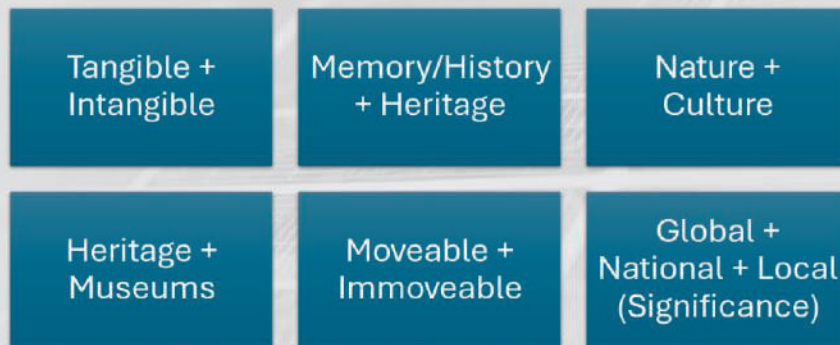 Tangible +
Intangible
Memory/History
+ Heritage
Nature +
Culture
Heritage +
Museums
Moveable +
Immoveable
Global +
National + Local
(Significance)